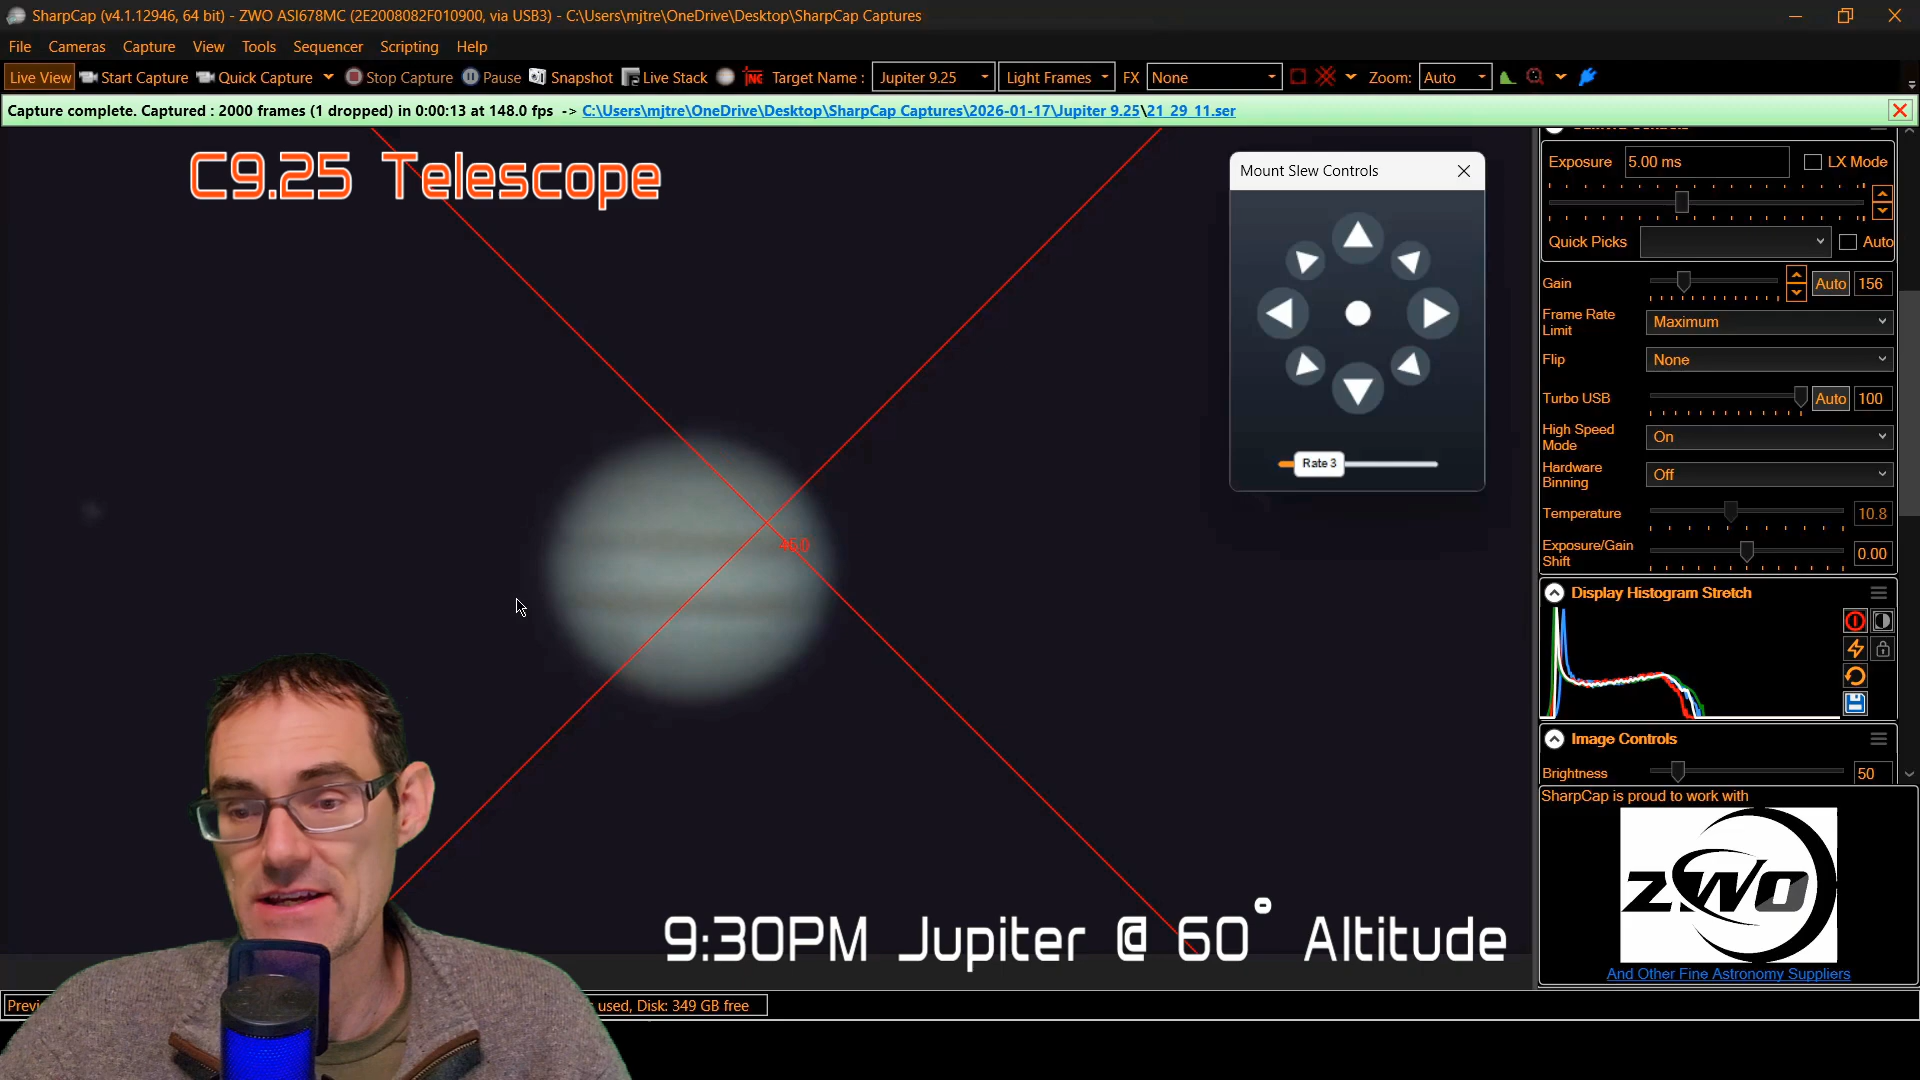 SharpCap (v4.1.12946, 64 bit) - ZWO ASI678MC (2E2008082F010900, via USB3) - C:\Users\mjtre\OneDrive\Desktop\SharpCap Captures
File Cameras Capture View Tools Sequencer Scripting Help
Live View Start Capture Quick Capture Stop Capture Pause Snapshot Live Stack Target Name : Jupiter 9.25 Light Frames FX None Zoom: Auto
Capture complete. Captured : 2000 frames (1 dropped) in 0:00:13 at 148.0 fps -> C:\Users\mjtre\OneDrive\Desktop\SharpCap Captures\2026-01-17\Jupiter 9.25\21_29_11.ser
C9.25 Telescope
Mount Slew Controls
Rate 3
Exposure 5.00 ms LX Mode
Quick Picks Auto
Gain Auto 156
Frame Rate Limit Maximum
Flip None
Turbo USB Auto 100
High Speed Mode On
Hardware Binning Off
Temperature 10.8
Exposure/Gain Shift 0.00
Display Histogram Stretch
Image Controls
Brightness 50
SharpCap is proud to work with
ZWO
And Other Fine Astronomy Suppliers
9:30PM Jupiter @ 60° Altitude
used, Disk: 349 GB free